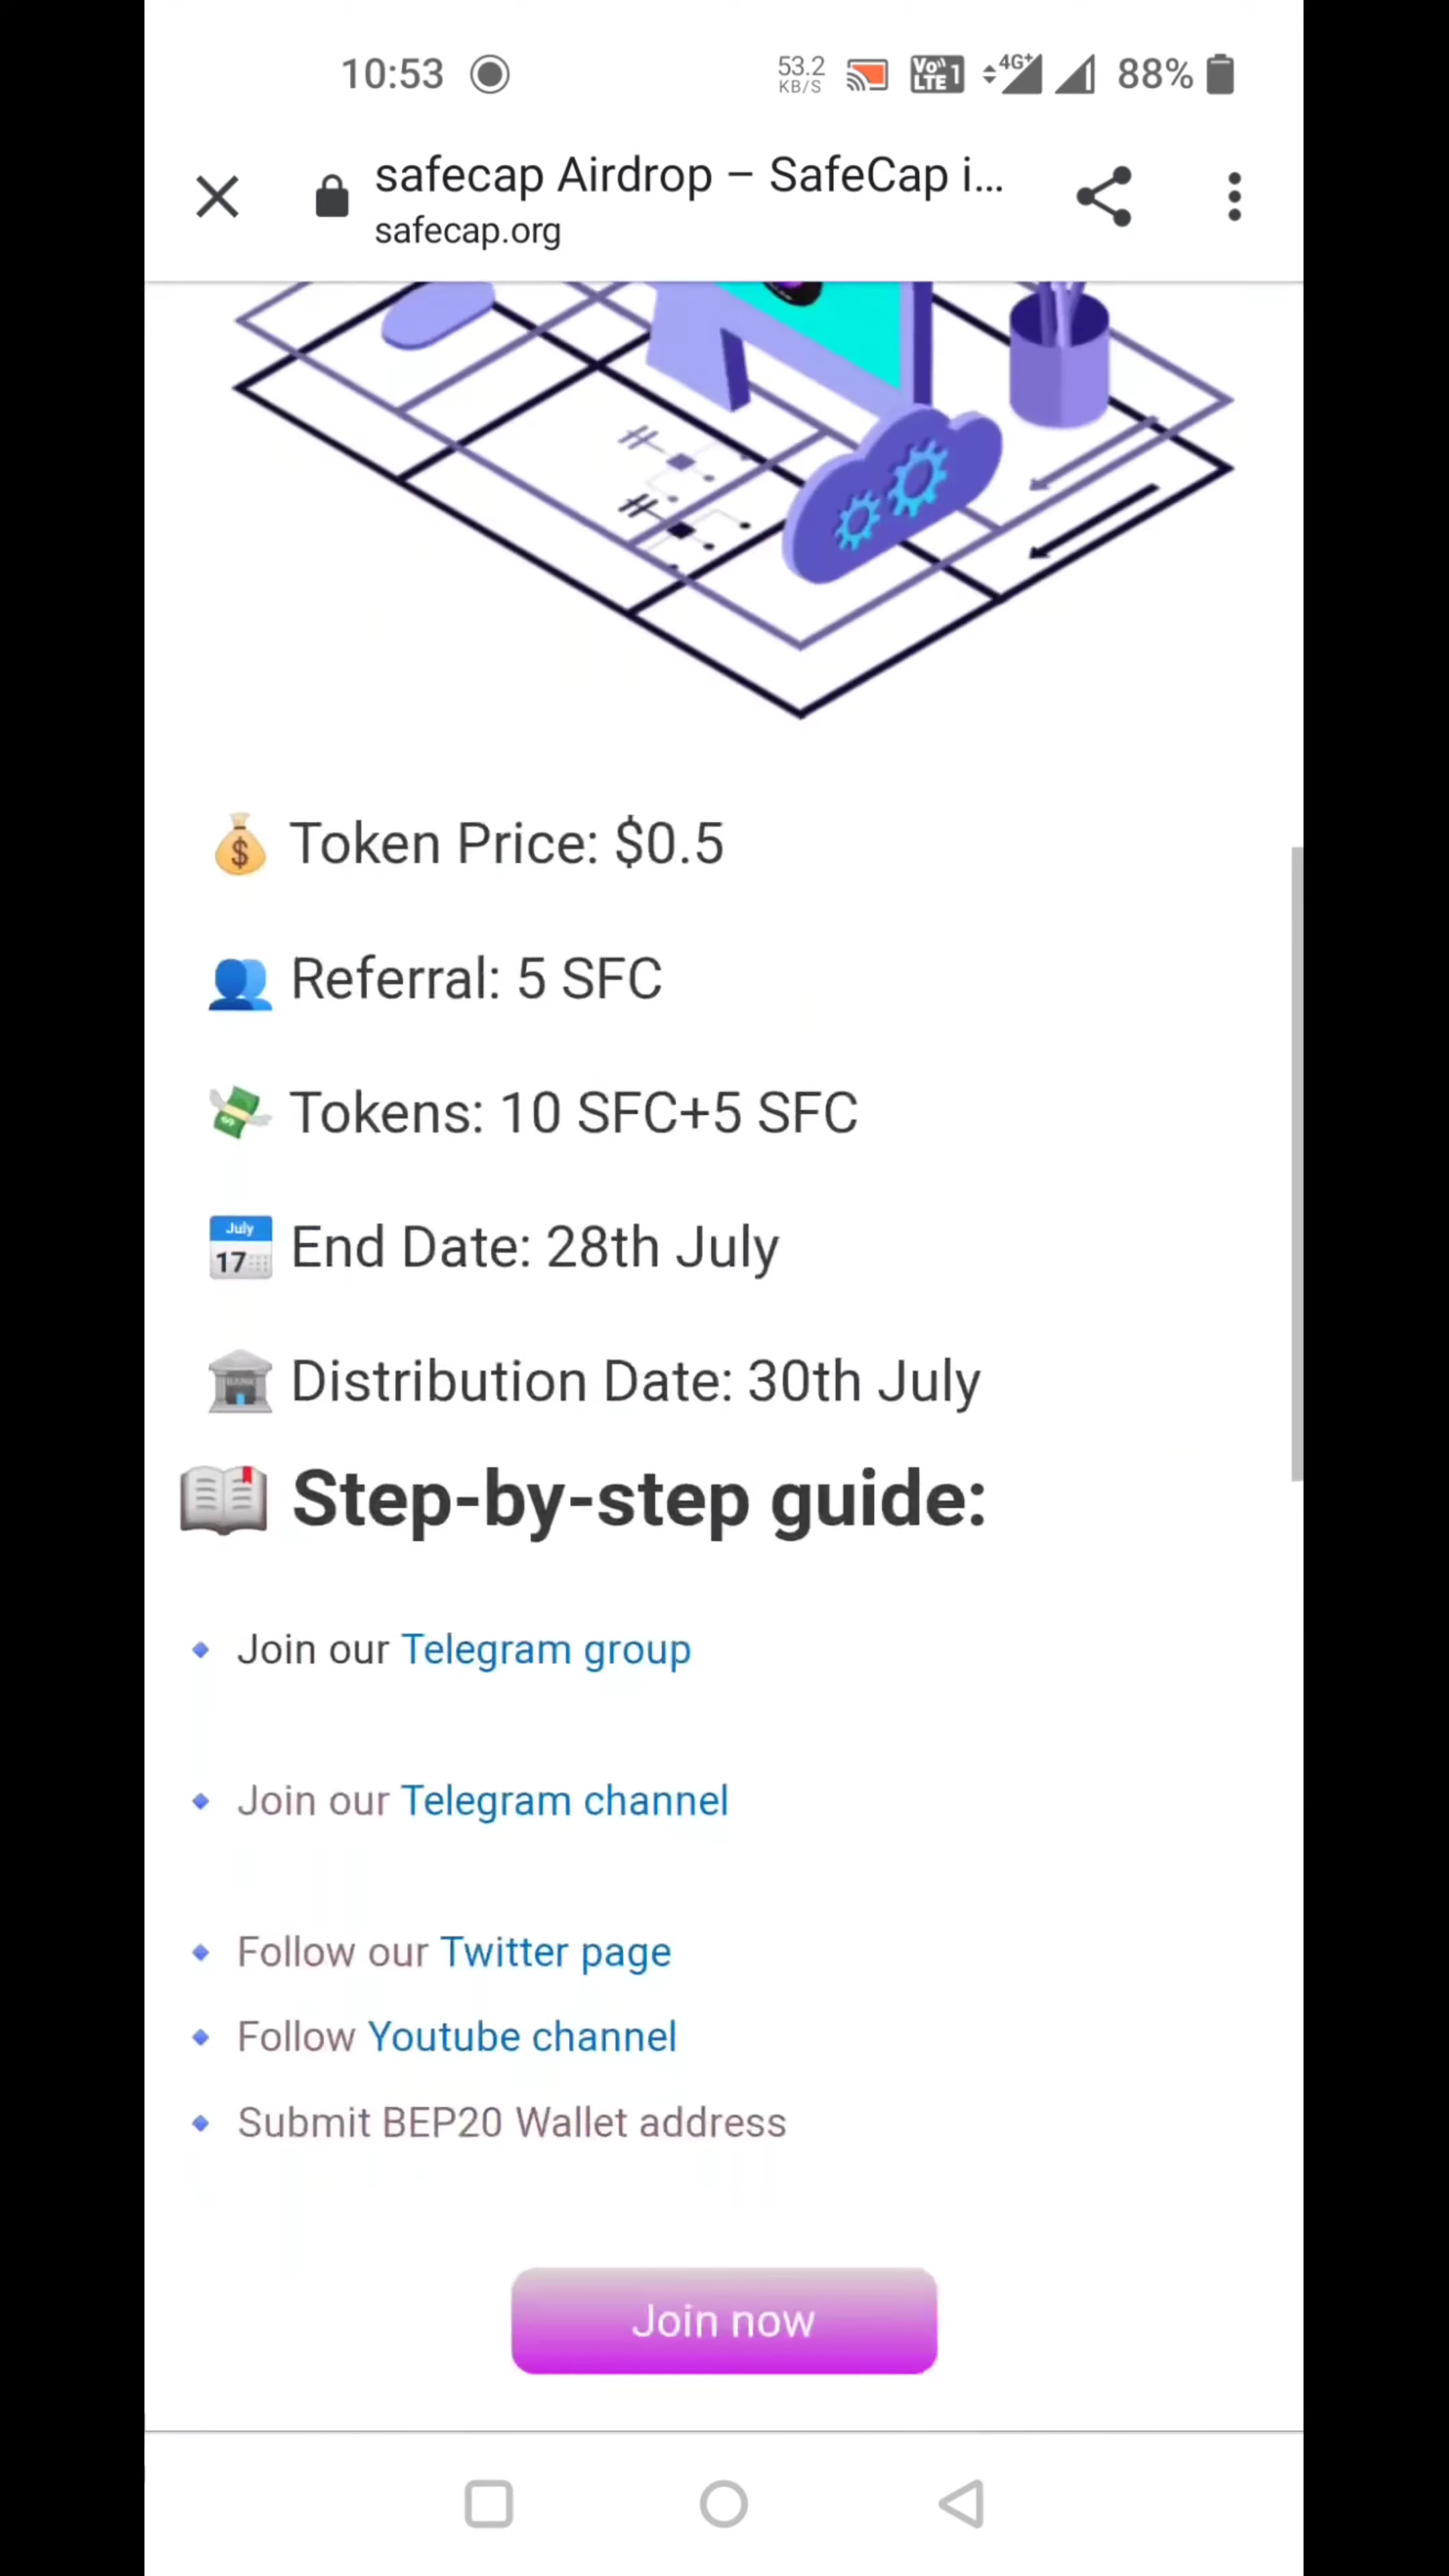 10:53 53.2 KB/S VoLTE 1 4G+ 88%
safecap Airdrop – SafeCap i...
safecap.org
Token Price: $0.5
Referral: 5 SFC
Tokens: 10 SFC+5 SFC
July
17
End Date: 28th July
BANK
Distribution Date: 30th July
Step-by-step guide:
Join our Telegram group
Join our Telegram channel
Follow our Twitter page
Follow Youtube channel
Submit BEP20 Wallet address
Join now